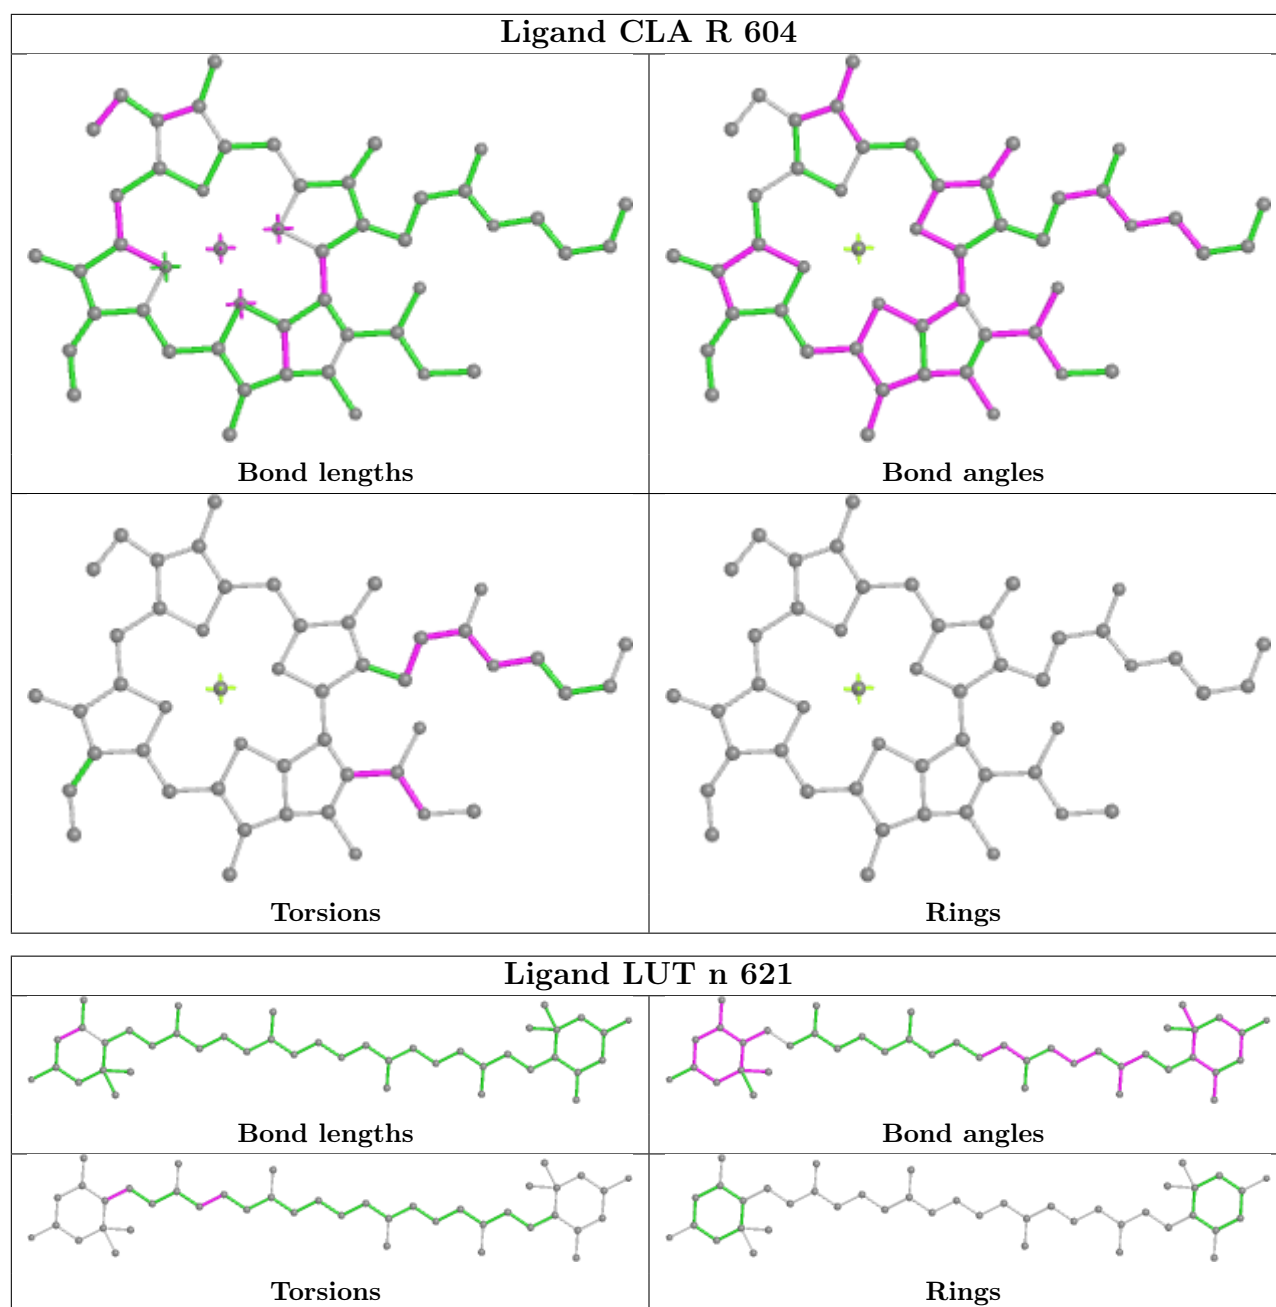 Ligand CLA R 604
Bond lengths
Bond angles
Torsions
Rings
Ligand LUT n 621
Bond lengths
Bond angles
Torsions
Rings